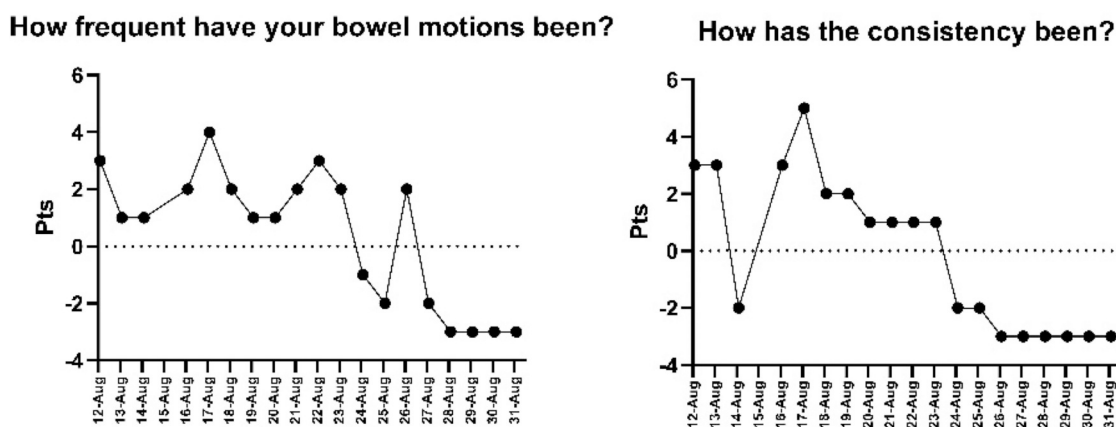 How frequent have your bowel motions been?
6
4
2
0
-2
-4
Pts
12-Aug
13-Aug
14-Aug
15-Aug
16-Aug
17-Aug
18-Aug
19-Aug
20-Aug
21-Aug
22-Aug
23-Aug
24-Aug
25-Aug
26-Aug
27-Aug
28-Aug
29-Aug
30-Aug
31-Aug
How has the consistency been?
6
4
2
0
-2
-4
Pts
12-Aug
13-Aug
14-Aug
15-Aug
16-Aug
17-Aug
18-Aug
19-Aug
20-Aug
21-Aug
22-Aug
23-Aug
24-Aug
25-Aug
26-Aug
27-Aug
28-Aug
29-Aug
30-Aug
31-Aug